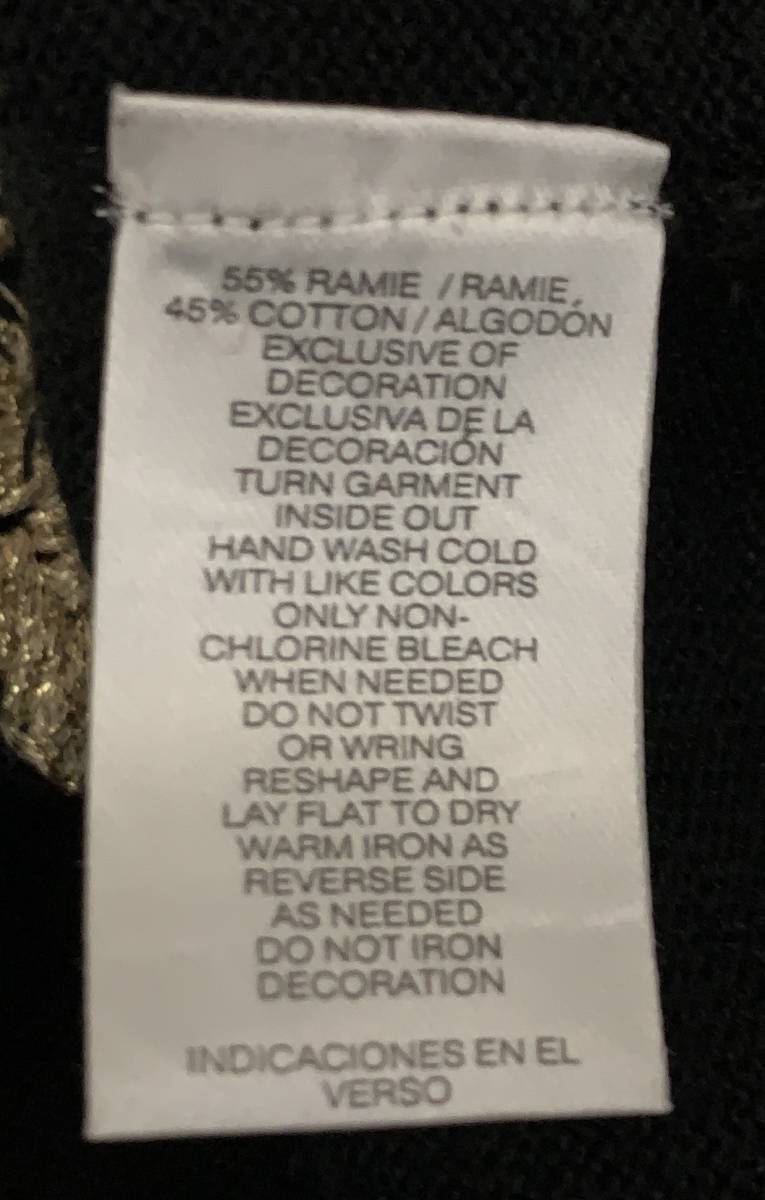 55% RAMIE / RAMIE,
45% COTTON / ALGODÓN
EXCLUSIVE OF
DECORATION
EXCLUSIVA DE LA
DECORACIÓN
TURN GARMENT
INSIDE OUT
HAND WASH COLD
WITH LIKE COLORS
ONLY NON-
CHLORINE BLEACH
WHEN NEEDED
DO NOT TWIST
OR WRING
RESHAPE AND
LAY FLAT TO DRY
WARM IRON AS
REVERSE SIDE
AS NEEDED
DO NOT IRON
DECORATION
INDICACIONES EN EL
VERSO